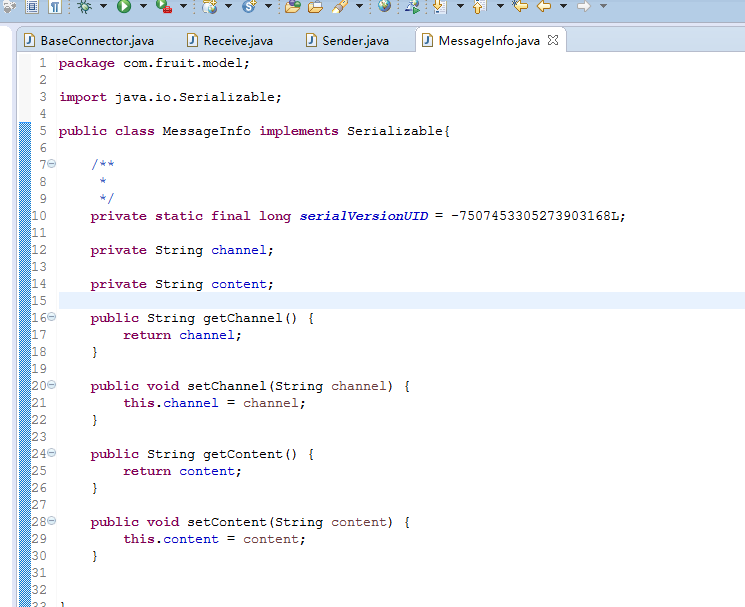 BaseConnector.java Receive.java Sender.java MessageInfo.java
1 package com.fruit.model;
2
3 import java.io.Serializable;
4
5 public class MessageInfo implements Serializable{
6
7 /**
8 *
9 */
10 private static final long serialVersionUID = -7507453305273903168L;
11
12 private String channel;
13
14 private String content;
15
16 public String getChannel() {
17 return channel;
18 }
19
20 public void setChannel(String channel) {
21 this.channel = channel;
22 }
23
24 public String getContent() {
25 return content;
26 }
27
28 public void setContent(String content) {
29 this.content = content;
30 }
31
32
33 }